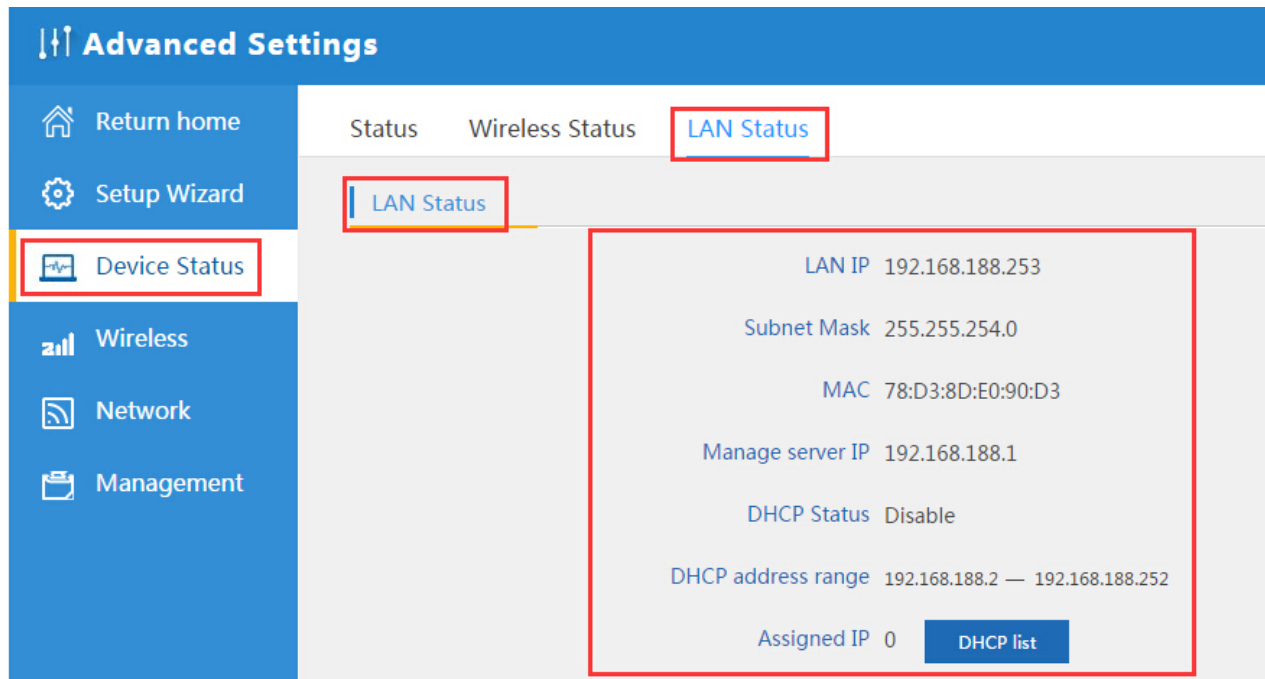 Advanced Settings
Return home
Setup Wizard
Device Status
Wireless
Network
Management
Status Wireless Status LAN Status
LAN Status
LAN IP 192.168.188.253
Subnet Mask 255.255.254.0
MAC 78:D3:8D:E0:90:D3
Manage server IP 192.168.188.1
DHCP Status Disable
DHCP address range 192.168.188.2 — 192.168.188.252
Assigned IP 0 DHCP list